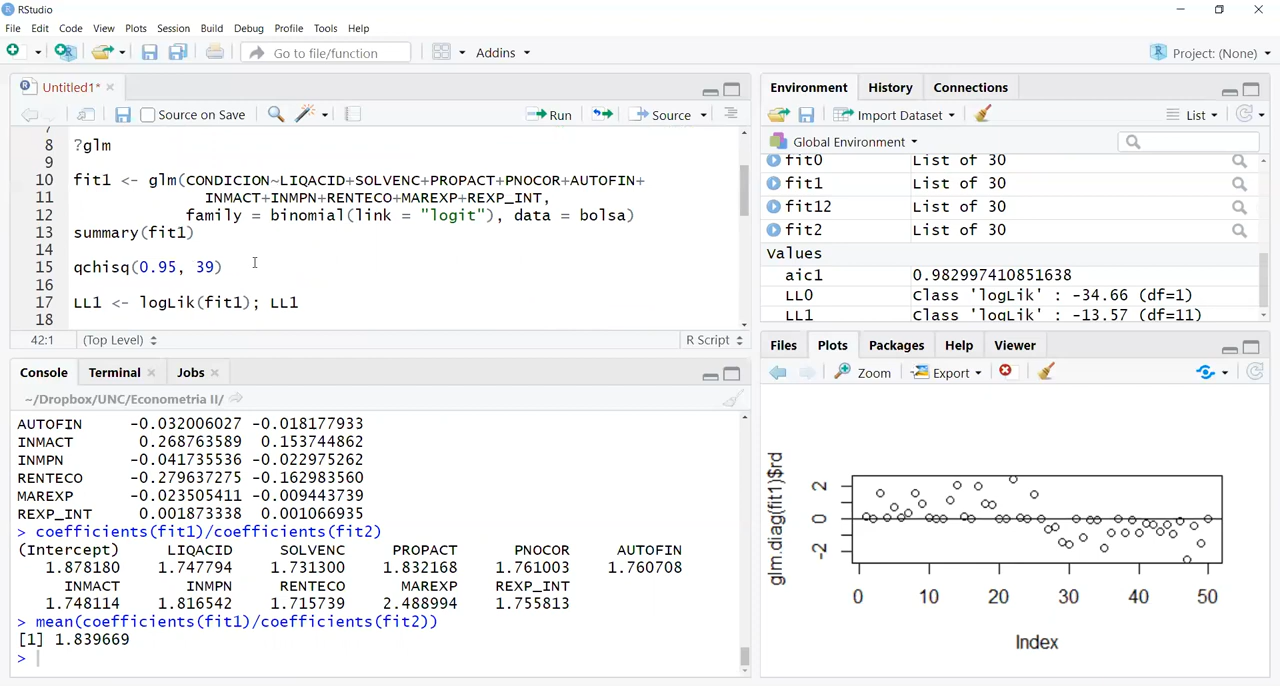 RStudio
File Edit Code View Plots Session Build Debug Profile Tools Help
Go to file/function Addins Project: (None)
Untitled1*
Source on Save Run Source
7
8 ?glm
9
10 fit1 <- glm(CONDICION~LIQACID+SOLVENC+PROPACT+PNOCOR+AUTOFIN+
11 INMACT+INMPN+RENTECO+MAREXP+REXP_INT,
12 family = binomial(link = "logit"), data = bolsa)
13 summary(fit1)
14
15 qchisq(0.95, 39)
16
17 LL1 <- logLik(fit1); LL1
18
42:1 (Top Level) R Script
Console Terminal Jobs
~/Dropbox/UNC/Econometria II/
AUTOFIN -0.032006027 -0.018177933
INMACT 0.268763589 0.153744862
INMPN -0.041735536 -0.022975262
RENTECO -0.279637275 -0.162983560
MAREXP -0.023505411 -0.009443739
REXP_INT 0.001873338 0.001066935
> coefficients(fit1)/coefficients(fit2)
(Intercept) LIQACID SOLVENC PROPACT PNOCOR AUTOFIN
1.878180 1.747794 1.731300 1.832168 1.761003 1.760708
INMACT INMPN RENTECO MAREXP REXP_INT
1.748114 1.816542 1.715739 2.488994 1.755813
> mean(coefficients(fit1)/coefficients(fit2))
[1] 1.839669
>
Environment History Connections
Import Dataset List
Global Environment
fit0 List of 30
fit1 List of 30
fit12 List of 30
fit2 List of 30
Values
aic1 0.982997410851638
LL0 Class 'logLik' : -34.66 (df=1)
LL1 Class 'logLik' : -13.57 (df=11)
Files Plots Packages Help Viewer
Zoom Export
glm.diag(fit1)$rd
2
0
-2
0 10 20 30 40 50
Index